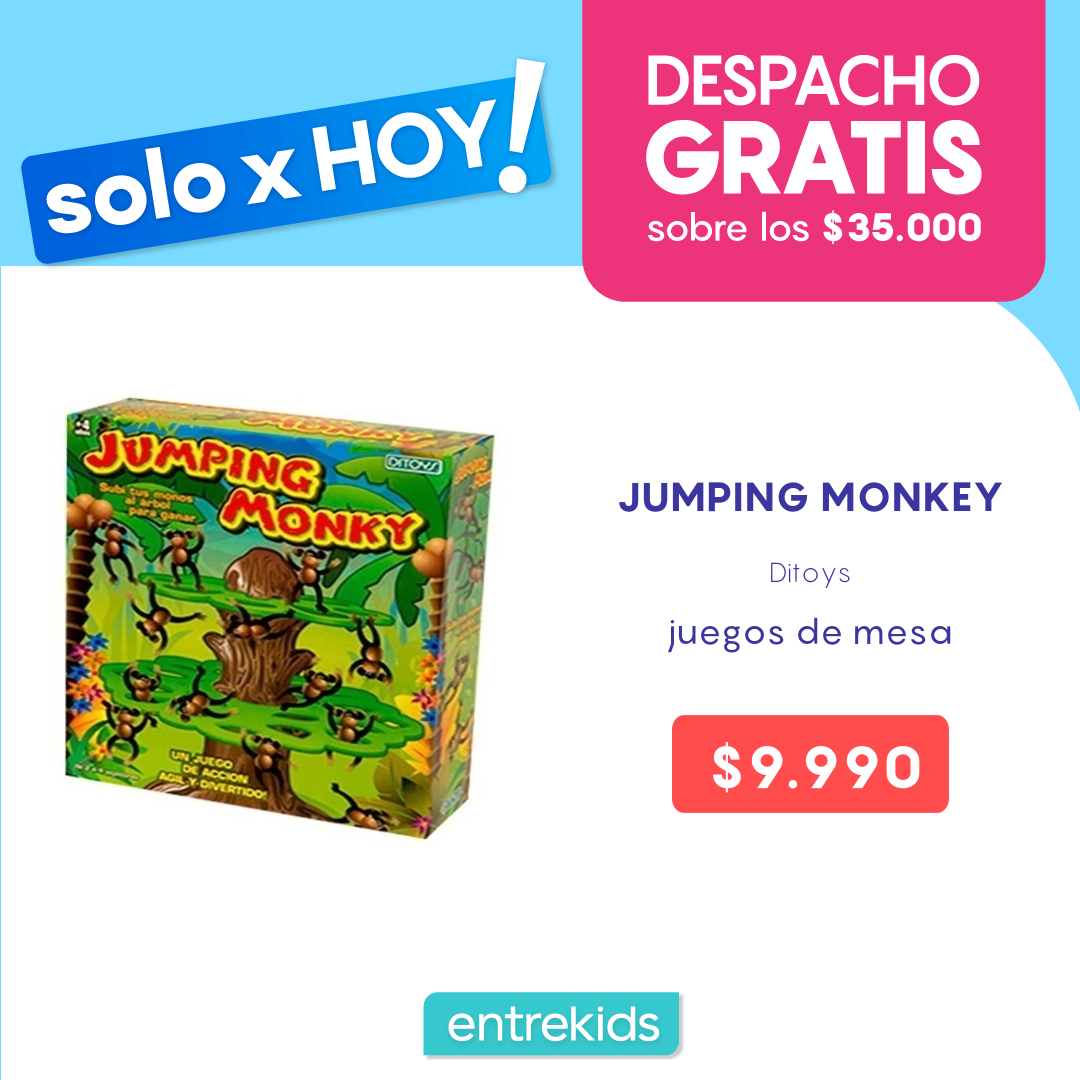 solo x HOY!
DESPACHO
GRATIS
sobre los $35.000
+4
JUMPING
MONKY
DITOYS
Subí tus monos
al árbol
para ganar
UN JUEGO
DE ACCION
AGIL Y DIVERTIDO!
JUMPING MONKEY
Ditoys
juegos de mesa
$9.990
entrekids